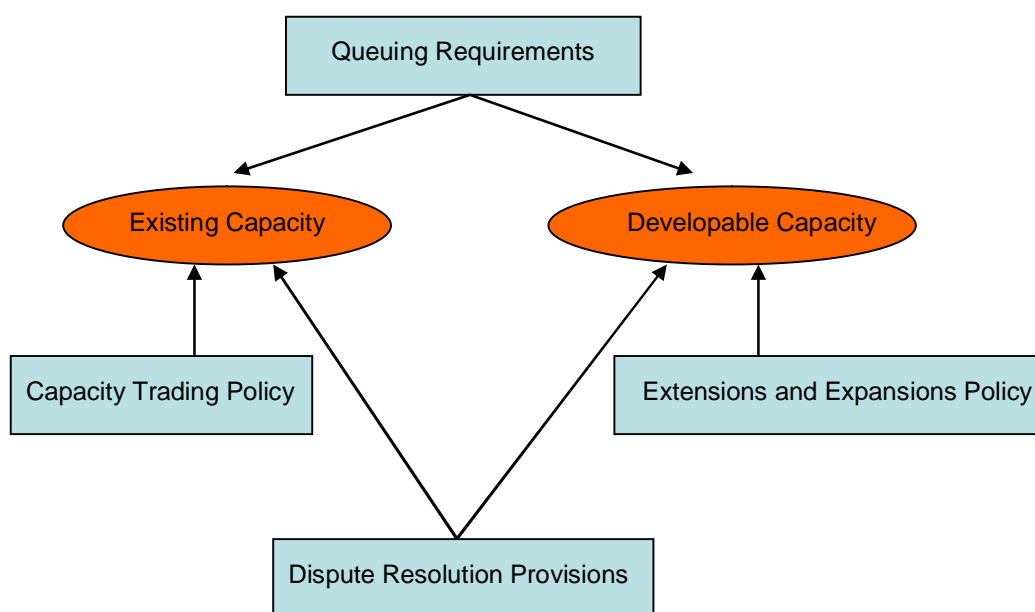 Queuing Requirements
Existing Capacity
Developable Capacity
Capacity Trading Policy
Extensions and Expansions Policy
Dispute Resolution Provisions